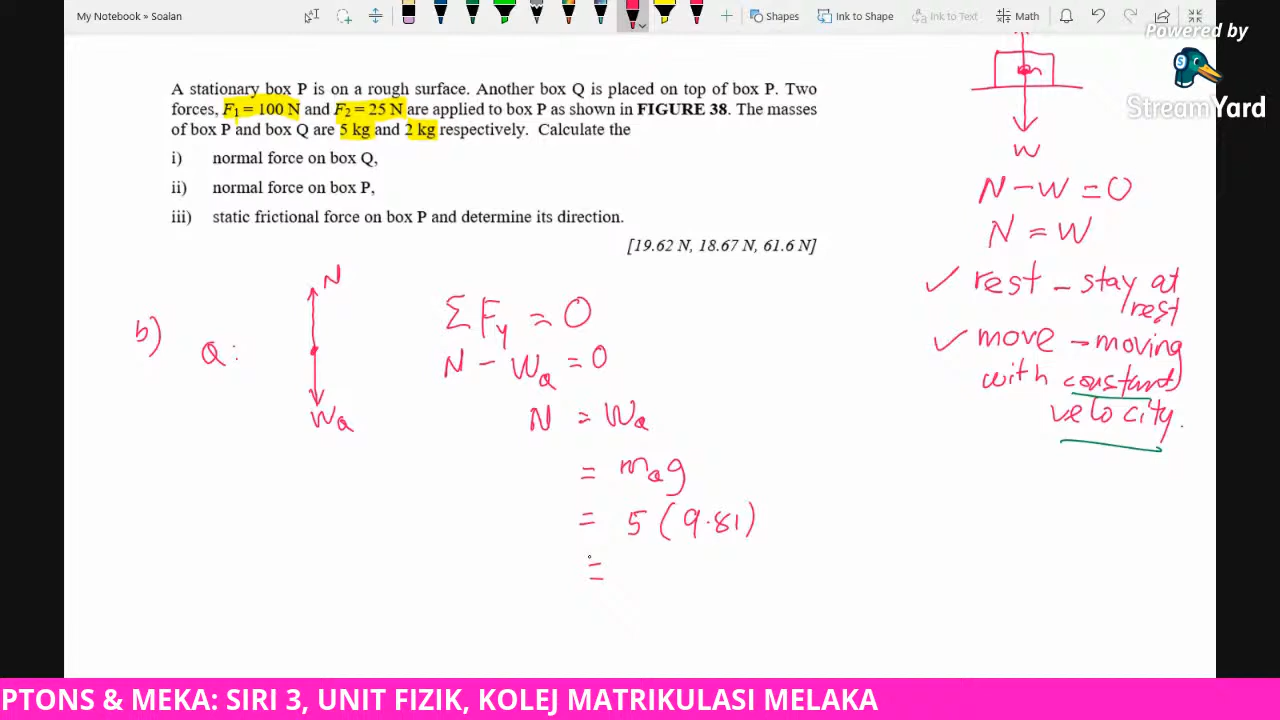 My Notebook » Soalan
Shapes
Ink to Shape
Ink to Text
Math
Powered by
StreamYard
A stationary box P is on a rough surface. Another box Q is placed on top of box P. Two
forces, F1 = 100 N and F2 = 25 N are applied to box P as shown in FIGURE 38. The masses
of box P and box Q are 5 kg and 2 kg respectively. Calculate the
i) normal force on box Q,
ii) normal force on box P,
iii) static frictional force on box P and determine its direction.
[19.62 N, 18.67 N, 61.6 N]
m
W
N - W = 0
N = W
✓ rest - stay at
rest
✓ move - moving
with constant
velocity.
b) Q:
N
WQ
ΣFy = 0
N - WQ = 0
N = WQ
= mQg
= 5 (9.81)
=
PTONS & MEKA: SIRI 3, UNIT FIZIK, KOLEJ MATRIKULASI MELAKA